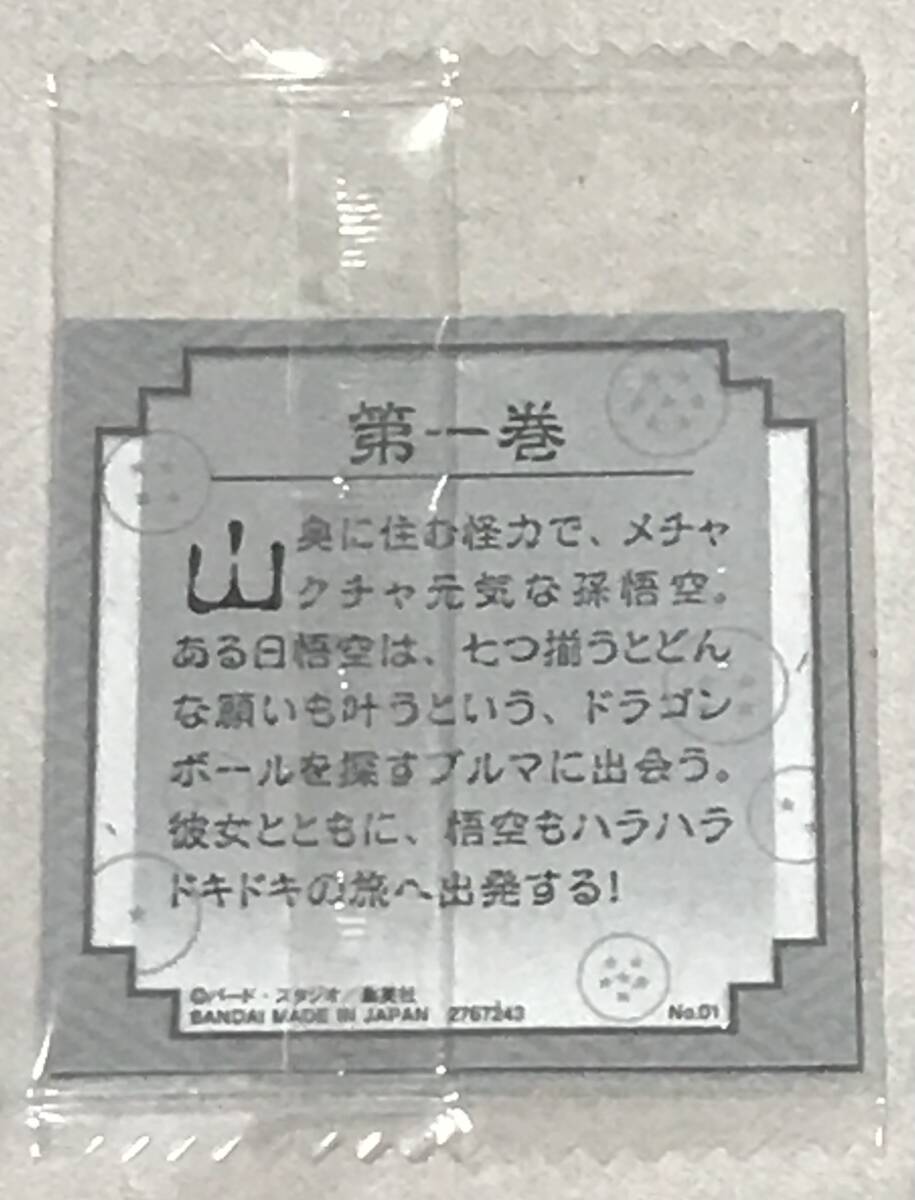 第一巻
山奥に住む怪力で、メチャ
クチャ元気な孫悟空。
ある日悟空は、七つ揃うとどん
な願いも叶うという、ドラゴン
ボールを探すブルマに出会う。
彼女とともに、悟空もハラハラ
ドキドキの旅へ出発する!
©バード・スタジオ/集英社
BANDAI MADE IN JAPAN 2767243 No.01